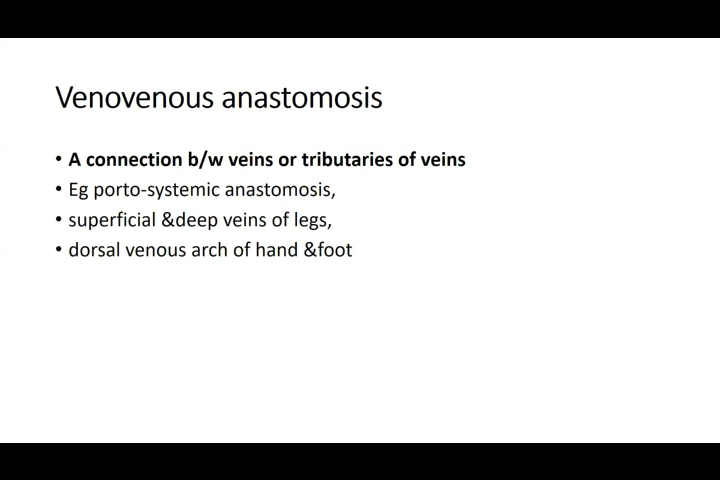 Venovenous anastomosis
• A connection b/w veins or tributaries of veins
• Eg porto-systemic anastomosis,
• superficial &deep veins of legs,
• dorsal venous arch of hand &foot